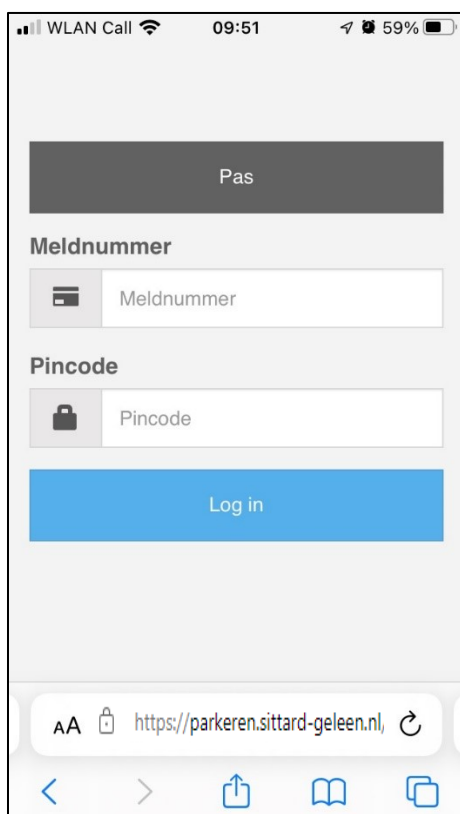 WLAN Call 09:51 59%
Pas
Meldnummer
Meldnummer
Pincode
Pincode
Log in
AA https://parkeren.sittard-geleen.nl/